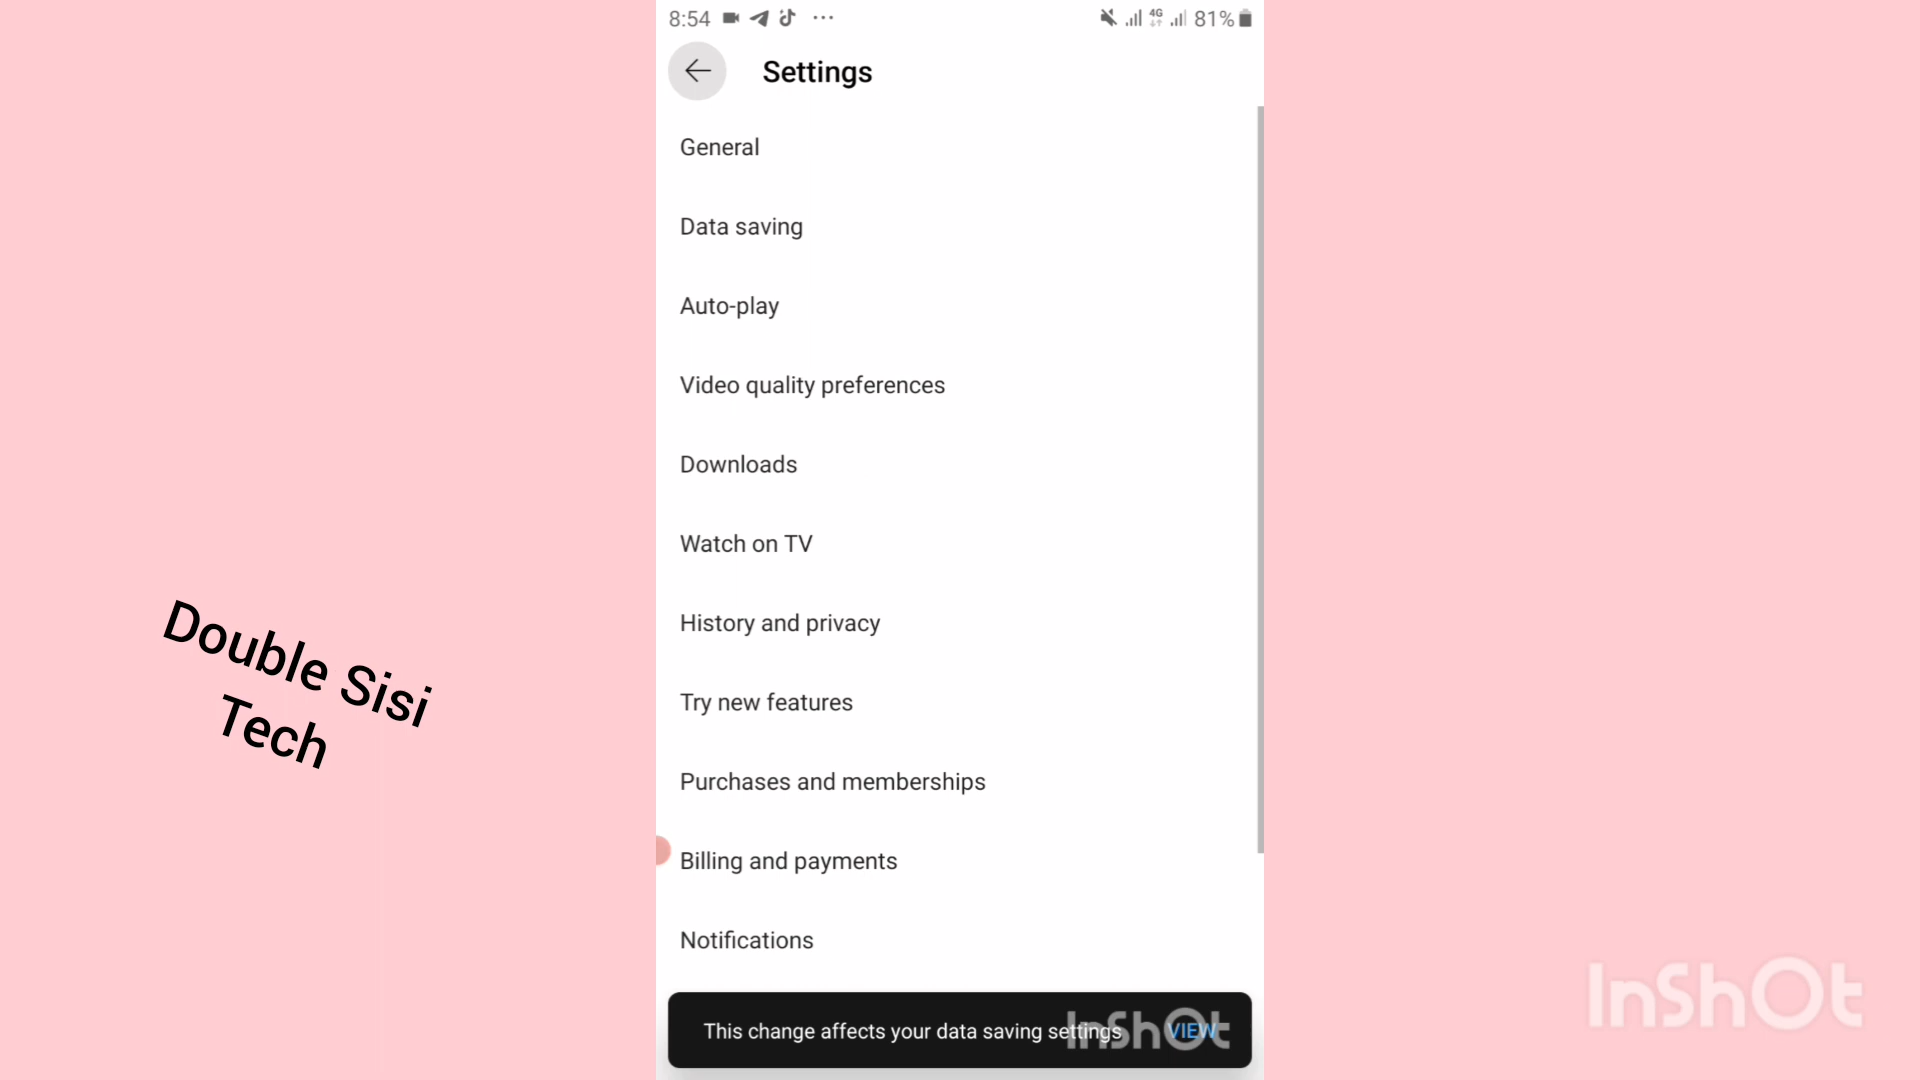 8:54
4G
81%
Settings
General
Data saving
Auto-play
Video quality preferences
Downloads
Watch on TV
History and privacy
Try new features
Purchases and memberships
Billing and payments
Notifications
This change affects your data saving settings VIEW
InShOt
Double Sisi
Tech
InShOt